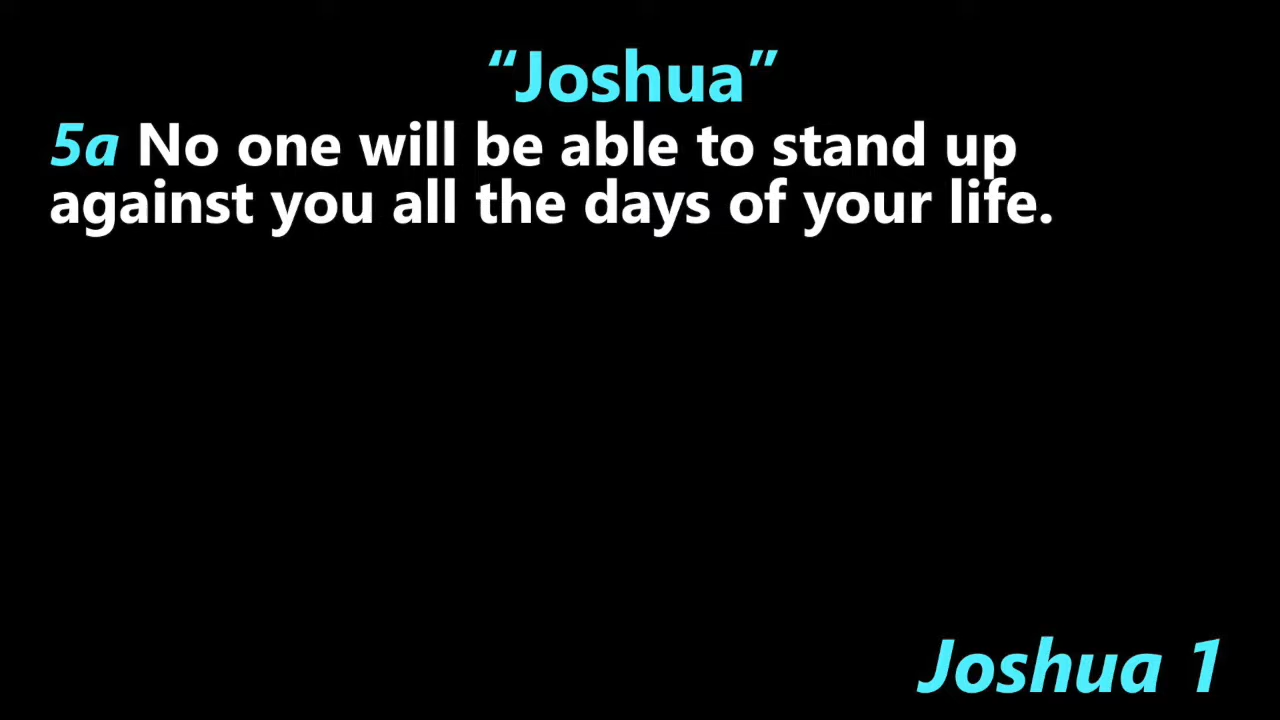 “Joshua”
5a No one will be able to stand up
against you all the days of your life.
Joshua 1